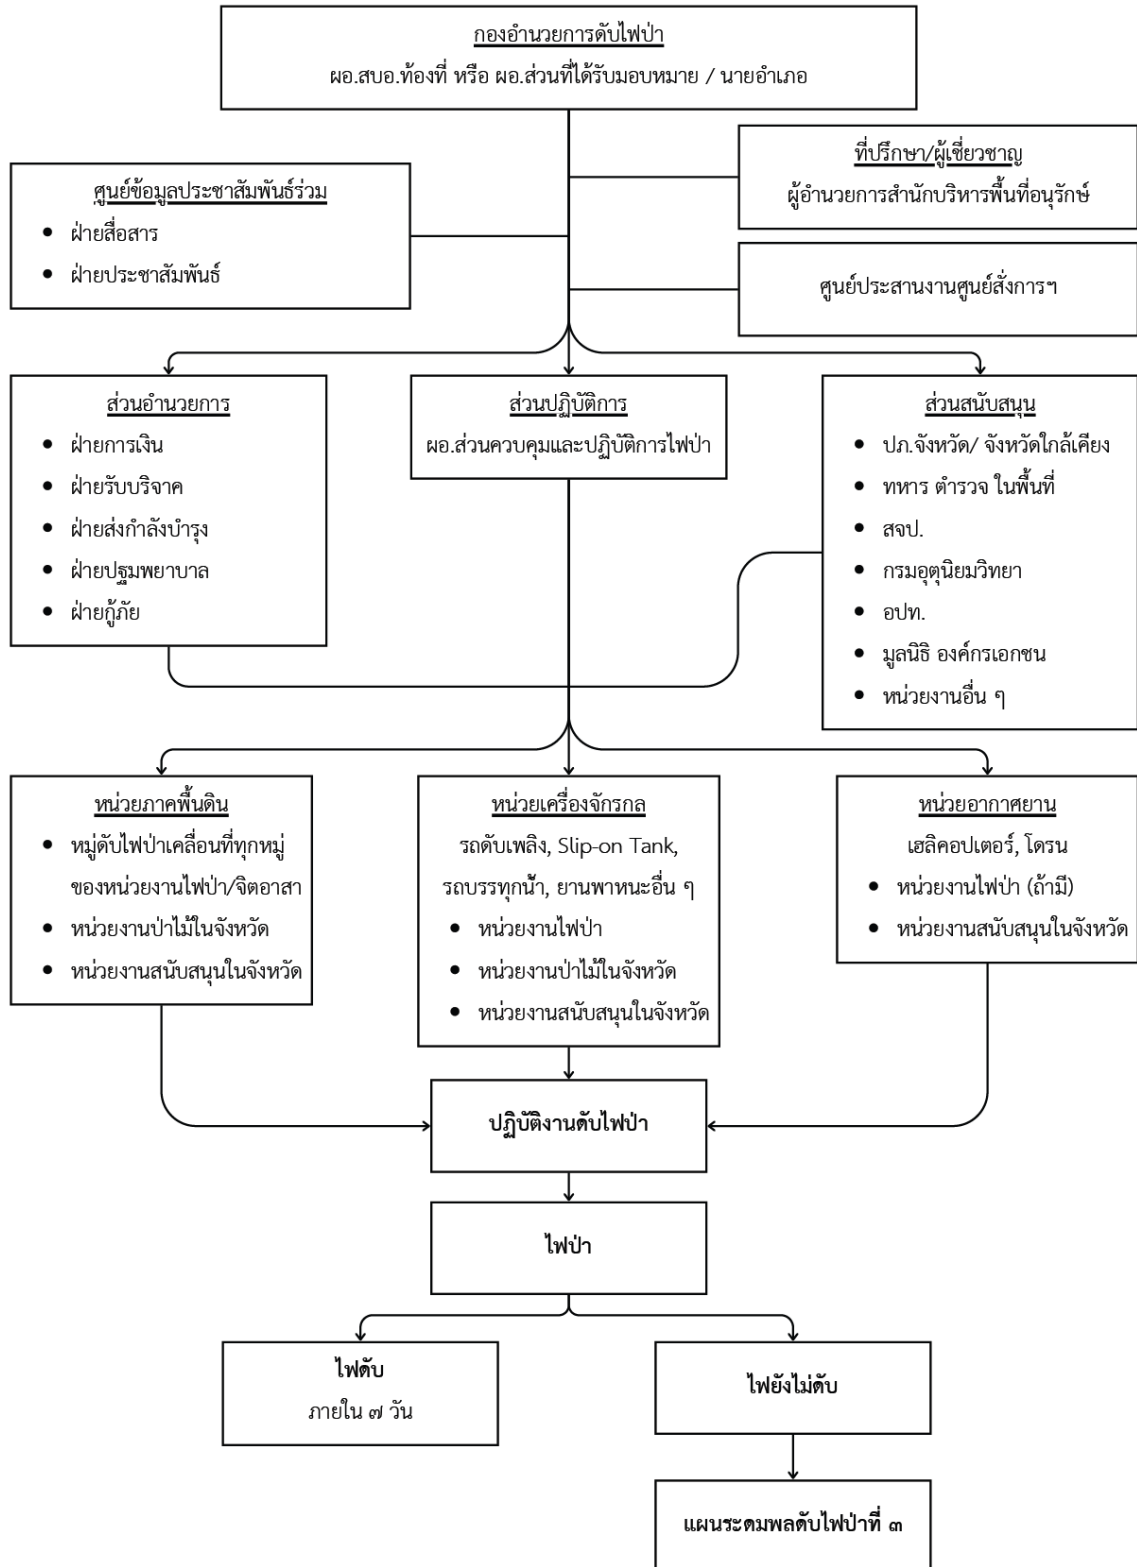 กองอำนวยการดับไฟป่า
ผอ.สบอ.ท้องที่ หรือ ผอ.ส่วนที่ได้รับมอบหมาย / นายอำเภอ
ที่ปรึกษา/ผู้เชี่ยวชาญ
ผู้อำนวยการสำนักบริหารพื้นที่อนุรักษ์
ศูนย์ข้อมูลประชาสัมพันธ์ร่วม
• ฝ่ายสื่อสาร
• ฝ่ายประชาสัมพันธ์
ศูนย์ประสานงานศูนย์สั่งการฯ
ส่วนอำนวยการ
• ฝ่ายการเงิน
• ฝ่ายรับบริจาค
• ฝ่ายส่งกำลังบำรุง
• ฝ่ายปฐมพยาบาล
• ฝ่ายกู้ภัย
ส่วนปฏิบัติการ
ผอ.ส่วนควบคุมและปฏิบัติการไฟป่า
ส่วนสนับสนุน
• ปภ.จังหวัด/ จังหวัดใกล้เคียง
• ทหาร ตำรวจ ในพื้นที่
• สจป.
• กรมอุตุนิยมวิทยา
• อปท.
• มูลนิธิ องค์กรเอกชน
• หน่วยงานอื่น ๆ
หน่วยภาคพื้นดิน
• หมู่ดับไฟป่าเคลื่อนที่ทุกหมู่
ของหน่วยงานไฟป่า/จิตอาสา
• หน่วยงานป่าไม้ในจังหวัด
• หน่วยงานสนับสนุนในจังหวัด
หน่วยเครื่องจักรกล
รถดับเพลิง, Slip-on Tank,
รถบรรทุกน้ำ, ยานพาหนะอื่น ๆ
• หน่วยงานไฟป่า
• หน่วยงานป่าไม้ในจังหวัด
• หน่วยงานสนับสนุนในจังหวัด
หน่วยอากาศยาน
เฮลิคอปเตอร์, โดรน
• หน่วยงานไฟป่า (ถ้ามี)
• หน่วยงานสนับสนุนในจังหวัด
ปฏิบัติงานดับไฟป่า
ไฟป่า
ไฟดับ
ภายใน ๗ วัน
ไฟยังไม่ดับ
แผนระดมพลดับไฟป่าที่ ๓